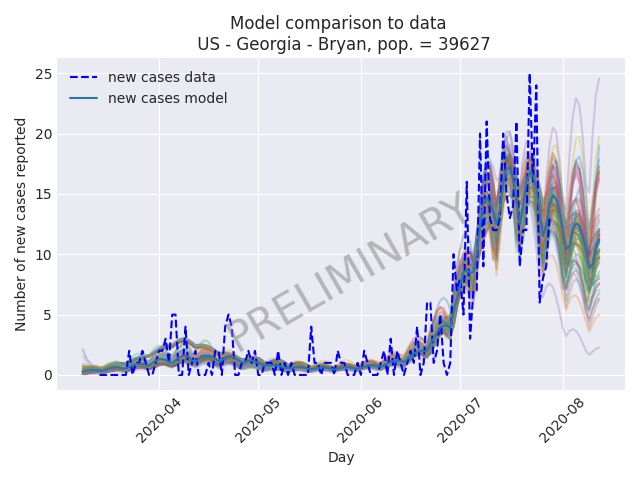 Model comparison to data
US - Georgia - Bryan, pop. = 39627
new cases data
new cases model
Number of new cases reported
25
20
15
10
5
0
PRELIMINARY
2020-04
2020-05
2020-06
2020-07
2020-08
Day